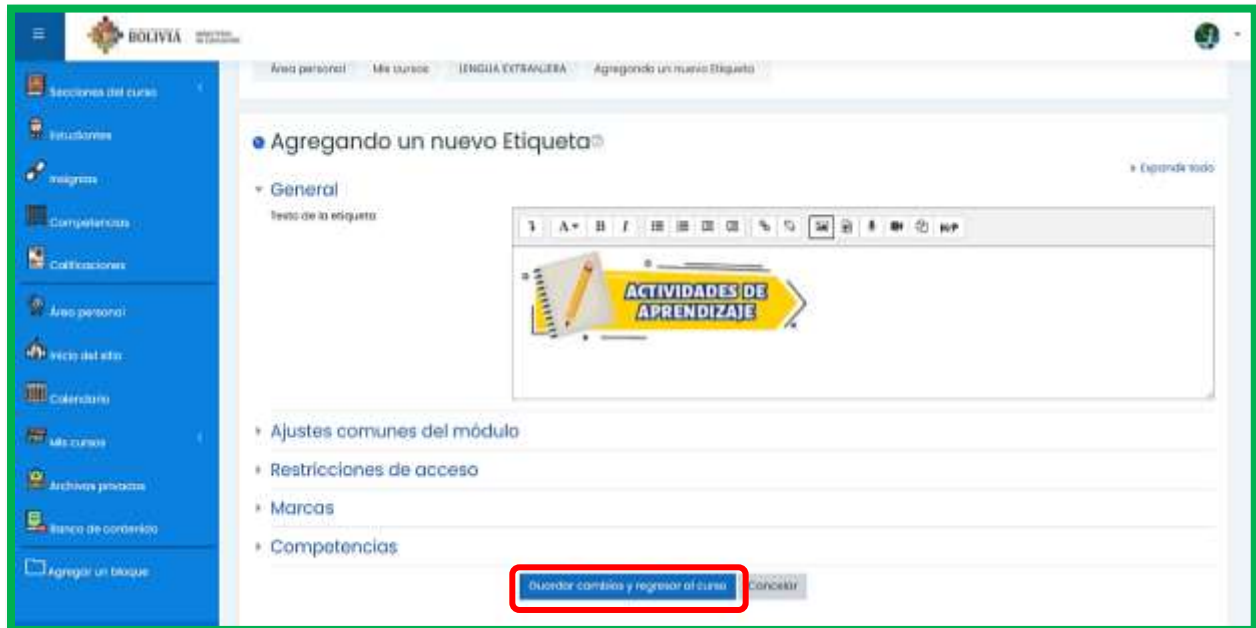 BOLIVIA
Área personal Mis cursos LENGUA EXTRANJERA Agregando un nuevo Etiqueta
Secciones del curso
Estudiantes
Insignias
Competencias
Calificaciones
Área personal
Inicio del sitio
Calendario
Mis cursos
Archivos privados
Banco de contenido
Agregar un bloque
Agregando un nuevo Etiqueta
Expandir todo
General
Texto de la etiqueta
A B I H-P
ACTIVIDADES DE
APRENDIZAJE
Ajustes comunes del módulo
Restricciones de acceso
Marcas
Competencias
Guardar cambios y regresar al curso Cancelar